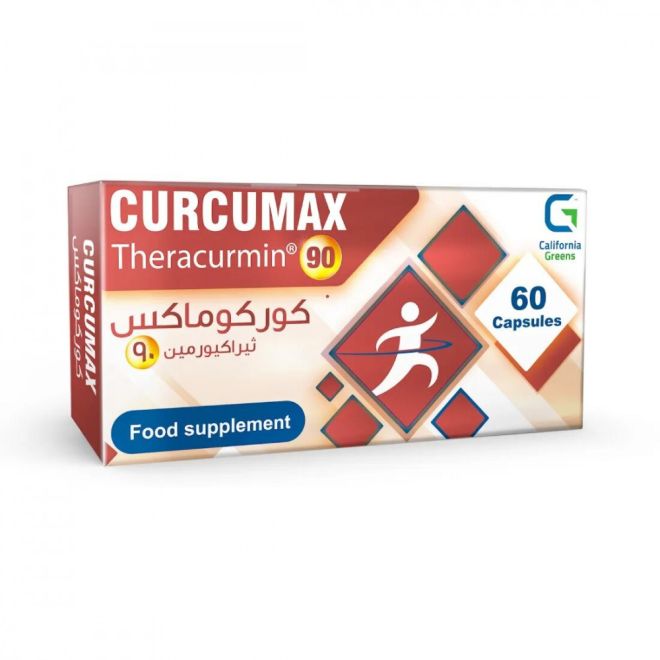 CURCUMAX
Theracurmin® 90
كوركوماكس
ثيراكيورمين ٩٠
Food supplement
California
Greens
60
Capsules
CURCUMAX
كوركوماكس